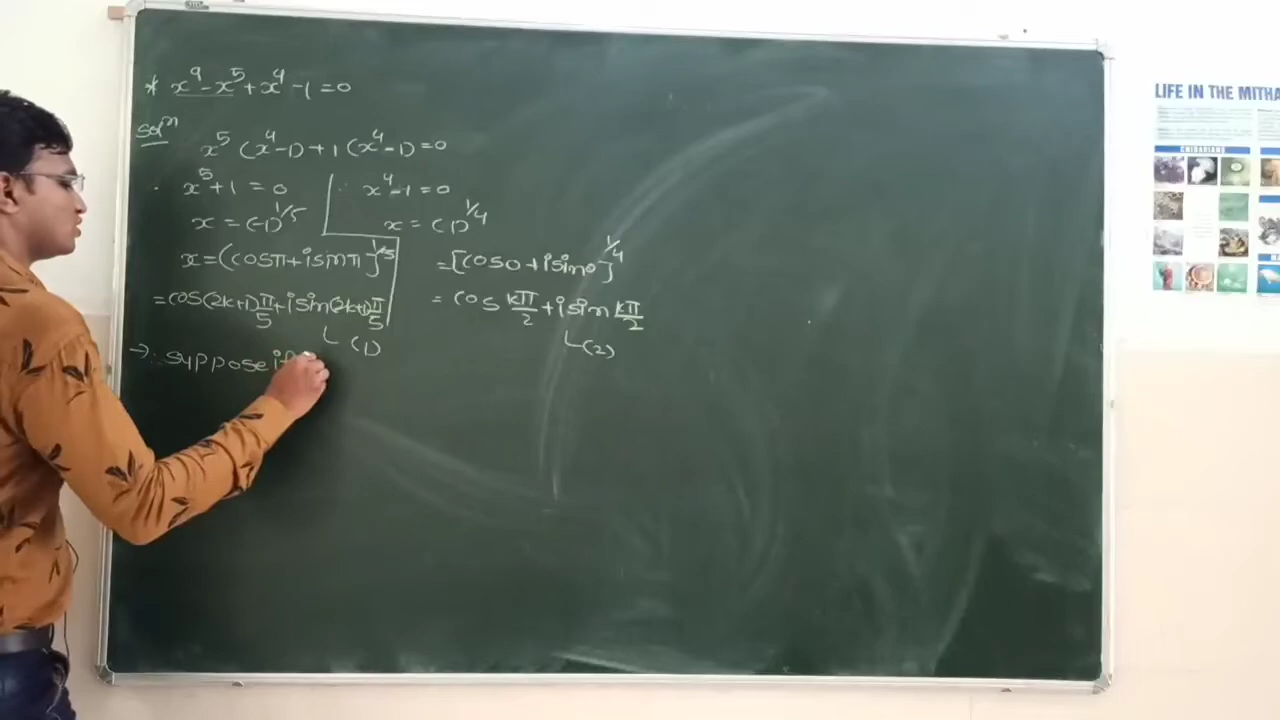 * x⁹ - x⁵ + x⁴ - 1 = 0
Solⁿ
x⁵ (x⁴-1) + 1 (x⁴-1) = 0
x⁵ + 1 = 0
x = (-1)^1/5
x = (cosπ + i sinπ]^1/5
= cos(2k+1)π/5 + i sin(2k+1)π/5
(1)
x⁴ - 1 = 0
x = (1)^1/4
= [cos0 + i sin0]^1/4
= cos kπ/2 + i sin kπ/2
(2)
→ : suppose if
LIFE IN THE MITHA
CNIDARIANS